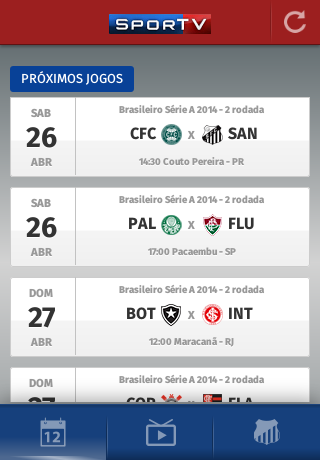 SPORTV
PRÓXIMOS JOGOS
SAB
26
ABR
Brasileiro Série A 2014 - 2 rodada
CFC x SAN
14:30 Couto Pereira - PR
SAB
26
ABR
Brasileiro Série A 2014 - 2 rodada
PAL x FLU
17:00 Pacaembu - SP
DOM
27
ABR
Brasileiro Série A 2014 - 2 rodada
BOT x INT
12:00 Maracanã - RJ
DOM
27
Brasileiro Série A 2014 - 2 rodada
COR x FLA
12